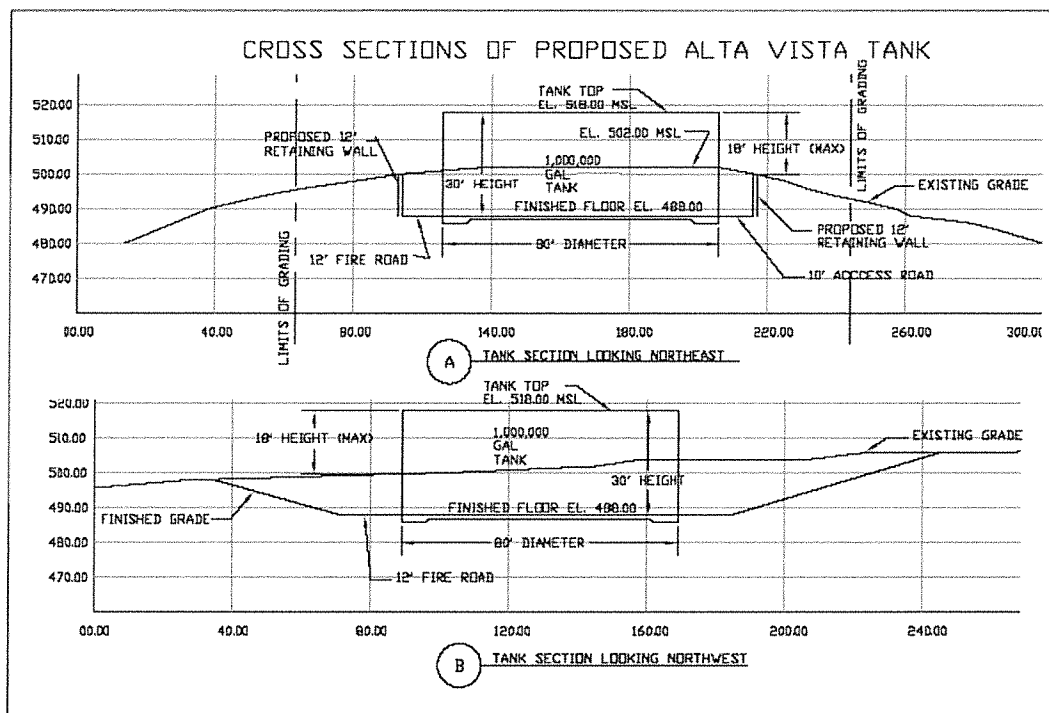 CROSS SECTIONS OF PROPOSED ALTA VISTA TANK
520.00
510.00
500.00
490.00
480.00
470.00
TANK TOP
EL. 518.00 MSL
EL. 502.00 MSL
PROPOSED 12'
RETAINING WALL
1,000,000
GAL
TANK
30' HEIGHT
18' HEIGHT (MAX)
LIMITS OF GRADING
EXISTING GRADE
FINISHED FLOOR EL. 488.00
80' DIAMETER
12' FIRE ROAD
PROPOSED 12'
RETAINING WALL
10' ACCCESS ROAD
LIMITS OF GRADING
00.00 40.00 80.00 140.00 180.00 220.00 260.00 300.00
A TANK SECTION LOOKING NORTHEAST
520.00
510.00
500.00
490.00
480.00
470.00
TANK TOP
EL. 518.00 MSL
18' HEIGHT (MAX)
1,000,000
GAL
TANK
EXISTING GRADE
30' HEIGHT
FINISHED FLOOR EL. 488.00
FINISHED GRADE
80' DIAMETER
12' FIRE ROAD
00.00 40.00 80.00 120.00 160.00 200.00 240.00
B TANK SECTION LOOKING NORTHWEST